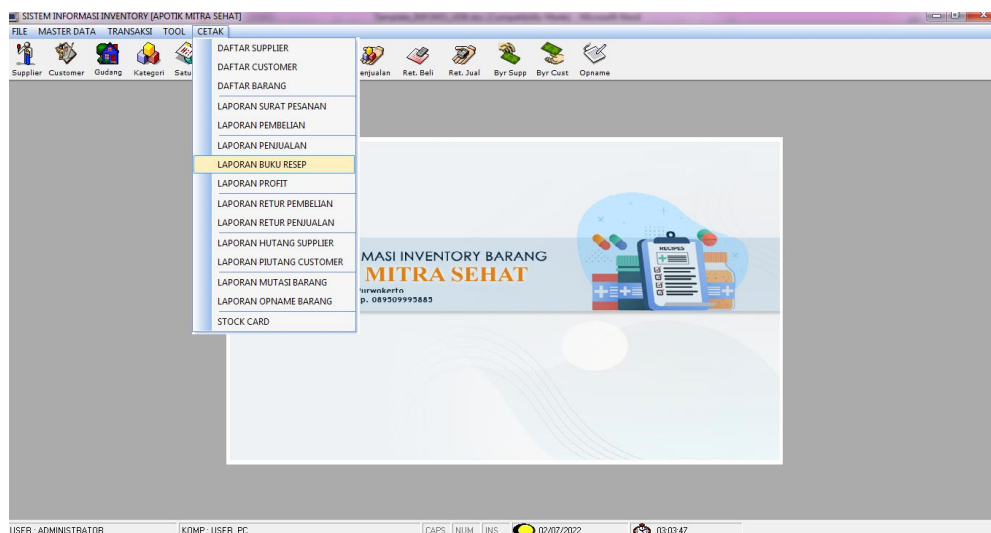 SISTEM INFORMASI INVENTORY [APOTIK MITRA SEHAT]
FILE MASTER DATA TRANSAKSI TOOL CETAK
Supplier Customer Gudang Kategori Satu enjualan Ret. Beli Ret. Jual Byr Supp Byr Cust Opname
DAFTAR SUPPLIER
DAFTAR CUSTOMER
DAFTAR BARANG
LAPORAN SURAT PESANAN
LAPORAN PEMBELIAN
LAPORAN PENJUALAN
LAPORAN BUKU RESEP
LAPORAN PROFIT
LAPORAN RETUR PEMBELIAN
LAPORAN RETUR PENJUALAN
LAPORAN HUTANG SUPPLIER
LAPORAN PIUTANG CUSTOMER
LAPORAN MUTASI BARANG
LAPORAN OPNAME BARANG
STOCK CARD
MASI INVENTORY BARANG
MITRA SEHAT
urwokerto
p. 089509995885
RECIPES
USER : ADMINISTRATOR KOMP : USER_PC CAPS NUM INS 02/07/2022 03:03:47